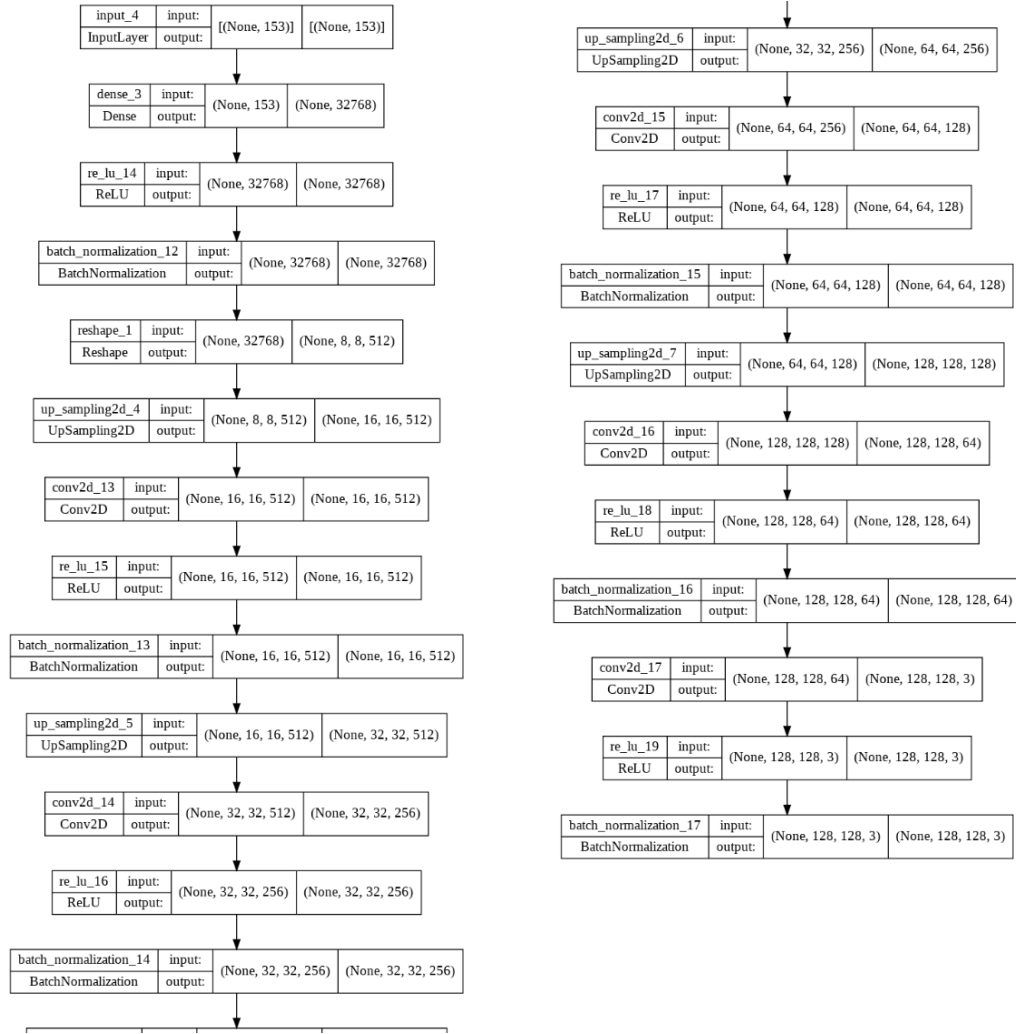 input_4 input: [(None, 153)] [(None, 153)]
InputLayer output:
dense_3 input: (None, 153) (None, 32768)
Dense output:
re_lu_14 input: (None, 32768) (None, 32768)
ReLU output:
batch_normalization_12 input: (None, 32768) (None, 32768)
BatchNormalization output:
reshape_1 input: (None, 32768) (None, 8, 8, 512)
Reshape output:
up_sampling2d_4 input: (None, 8, 8, 512) (None, 16, 16, 512)
UpSampling2D output:
conv2d_13 input: (None, 16, 16, 512) (None, 16, 16, 512)
Conv2D output:
re_lu_15 input: (None, 16, 16, 512) (None, 16, 16, 512)
ReLU output:
batch_normalization_13 input: (None, 16, 16, 512) (None, 16, 16, 512)
BatchNormalization output:
up_sampling2d_5 input: (None, 16, 16, 512) (None, 32, 32, 512)
UpSampling2D output:
conv2d_14 input: (None, 32, 32, 512) (None, 32, 32, 256)
Conv2D output:
re_lu_16 input: (None, 32, 32, 256) (None, 32, 32, 256)
ReLU output:
batch_normalization_14 input: (None, 32, 32, 256) (None, 32, 32, 256)
BatchNormalization output:
up_sampling2d_6 input: (None, 32, 32, 256) (None, 64, 64, 256)
UpSampling2D output:
conv2d_15 input: (None, 64, 64, 256) (None, 64, 64, 128)
Conv2D output:
re_lu_17 input: (None, 64, 64, 128) (None, 64, 64, 128)
ReLU output:
batch_normalization_15 input: (None, 64, 64, 128) (None, 64, 64, 128)
BatchNormalization output:
up_sampling2d_7 input: (None, 64, 64, 128) (None, 128, 128, 128)
UpSampling2D output:
conv2d_16 input: (None, 128, 128, 128) (None, 128, 128, 64)
Conv2D output:
re_lu_18 input: (None, 128, 128, 64) (None, 128, 128, 64)
ReLU output:
batch_normalization_16 input: (None, 128, 128, 64) (None, 128, 128, 64)
BatchNormalization output:
conv2d_17 input: (None, 128, 128, 64) (None, 128, 128, 3)
Conv2D output:
re_lu_19 input: (None, 128, 128, 3) (None, 128, 128, 3)
ReLU output:
batch_normalization_17 input: (None, 128, 128, 3) (None, 128, 128, 3)
BatchNormalization output: